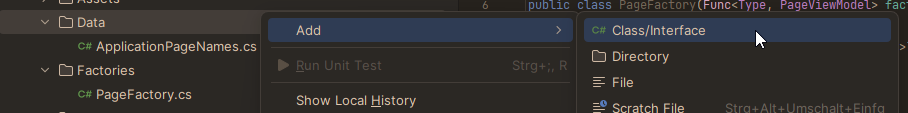 Assets
6 public class PageFactory(Func<Type, PageViewModel> fact
Data
Add
C# Class/Interface
C# ApplicationPageNames.cs
Directory
Run Unit Test Strg+;, R
Factories
File
C# PageFactory.cs
Show Local History
Scratch File Strg+Alt+Umschalt+Einfg